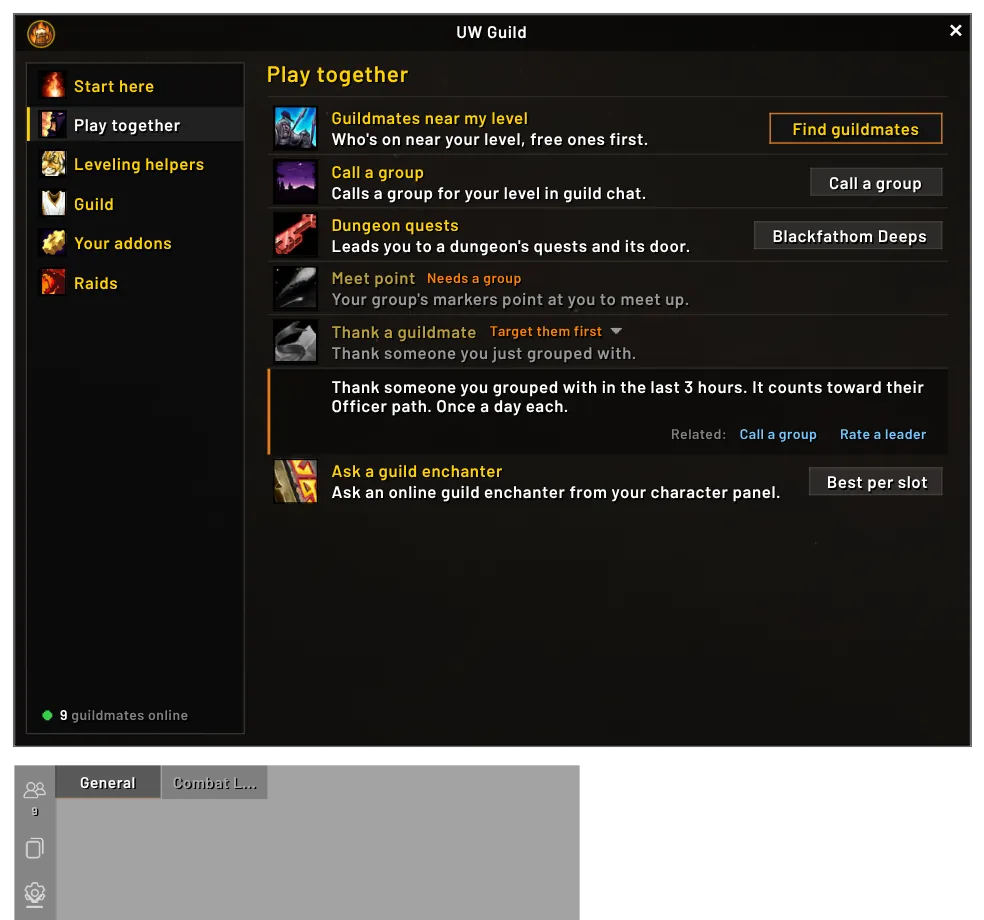 UW Guild
Start here
Play together
Leveling helpers
Guild
Your addons
Raids
9 guildmates online
Play together
Guildmates near my level
Who's on near your level, free ones first.
Find guildmates
Call a group
Calls a group for your level in guild chat.
Call a group
Dungeon quests
Leads you to a dungeon's quests and its door.
Blackfathom Deeps
Meet point Needs a group
Your group's markers point at you to meet up.
Thank a guildmate Target them first
Thank someone you just grouped with.
Thank someone you grouped with in the last 3 hours. It counts toward their
Officer path. Once a day each.
Related: Call a group Rate a leader
Ask a guild enchanter
Ask an online guild enchanter from your character panel.
Best per slot
General Combat L...
9